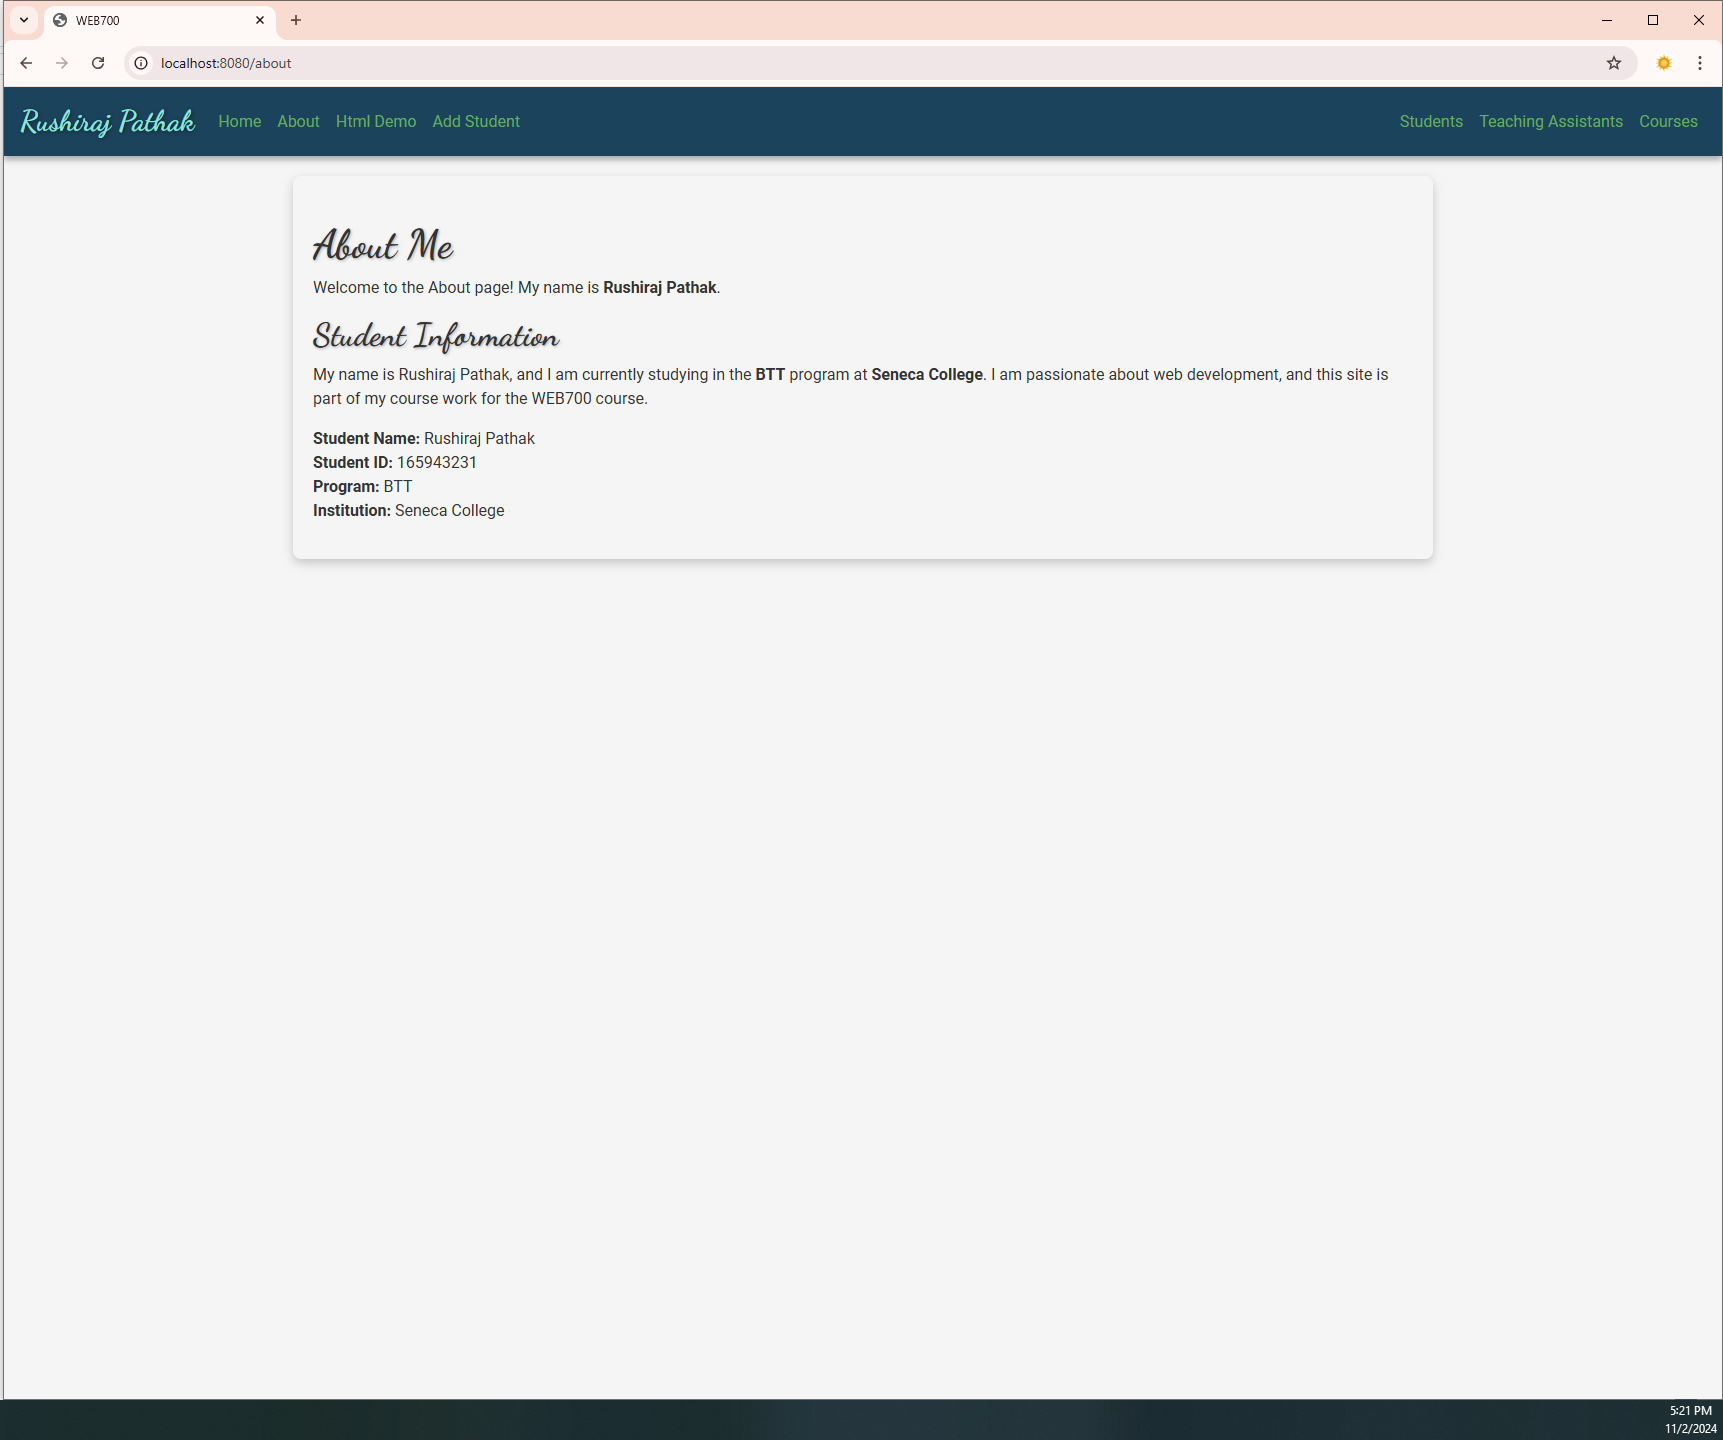 WEB700
localhost:8080/about
Rushiraj Pathak Home About Html Demo Add Student Students Teaching Assistants Courses
About Me
Welcome to the About page! My name is Rushiraj Pathak.
Student Information
My name is Rushiraj Pathak, and I am currently studying in the BTT program at Seneca College. I am passionate about web development, and this site is
part of my course work for the WEB700 course.
Student Name: Rushiraj Pathak
Student ID: 165943231
Program: BTT
Institution: Seneca College
5:21 PM
11/2/2024